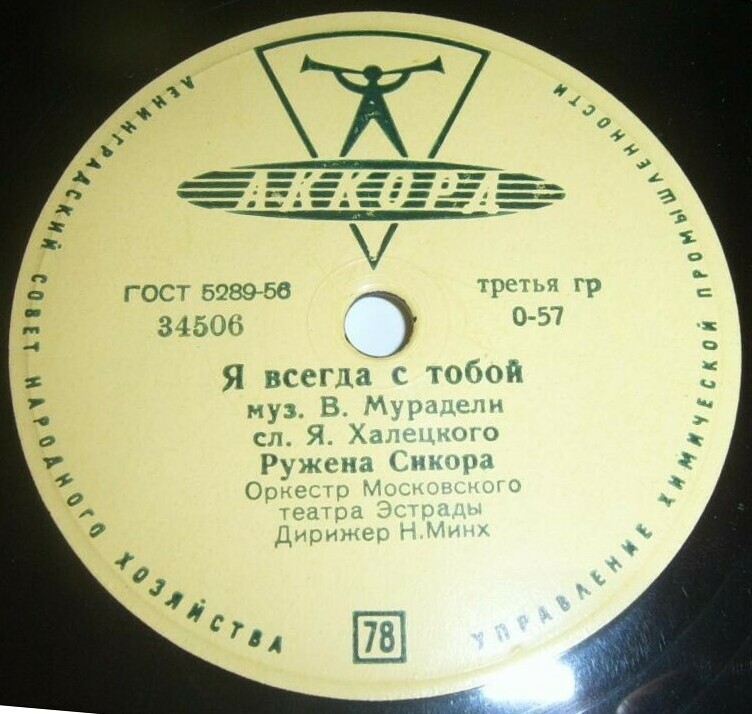 АККОРД
ЛЕНИНГРАДСКИЙ СОВЕТ НАРОДНОГО ХОЗЯЙСТВА
УПРАВЛЕНИЕ ХИМИЧЕСКОЙ ПРОМЫШЛЕННОСТИ
ГОСТ 5289-56
34506
третья гр
0-57
Я всегда с тобой
муз. В. Мурадели
сл. Я. Халецкого
Ружена Сикора
Оркестр Московского
театра Эстрады
Дирижер Н.Минх
78